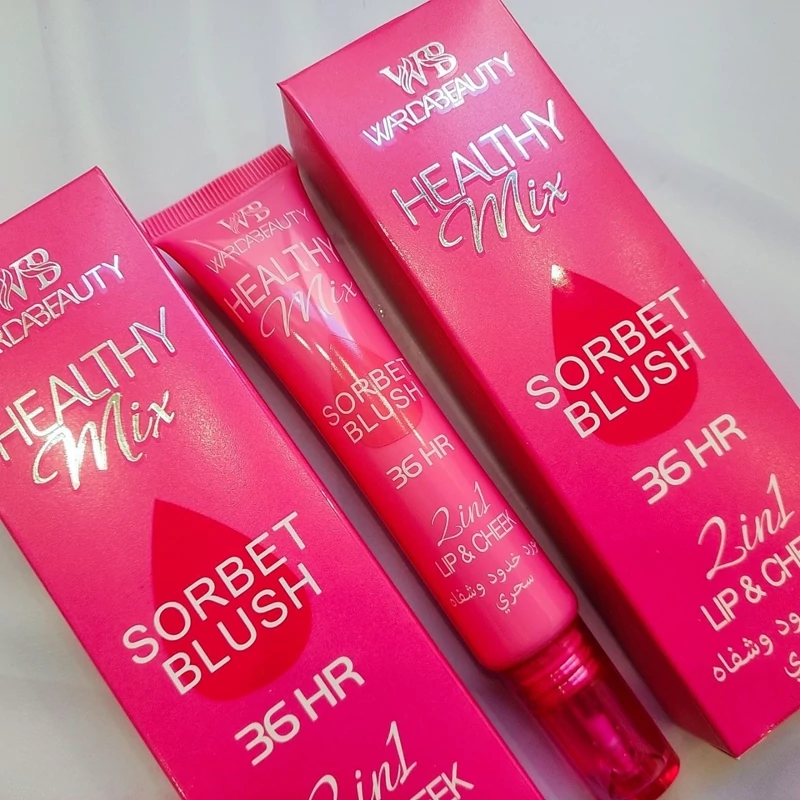 WB
WARDABEAUTY
HEALTHY
Mix
SORBET
BLUSH
36 HR
2in1
WB
WARDABEAUTY
HEALTHY
Mix
SORBET
BLUSH
36 HR
2in1
LIP & CHEEK
مورد خدود وشفاه
سحري
WB
WARDABEAUTY
HEALTHY
Mix
SORBET
BLUSH
36 HR
2in1
LIP &
وشفاه